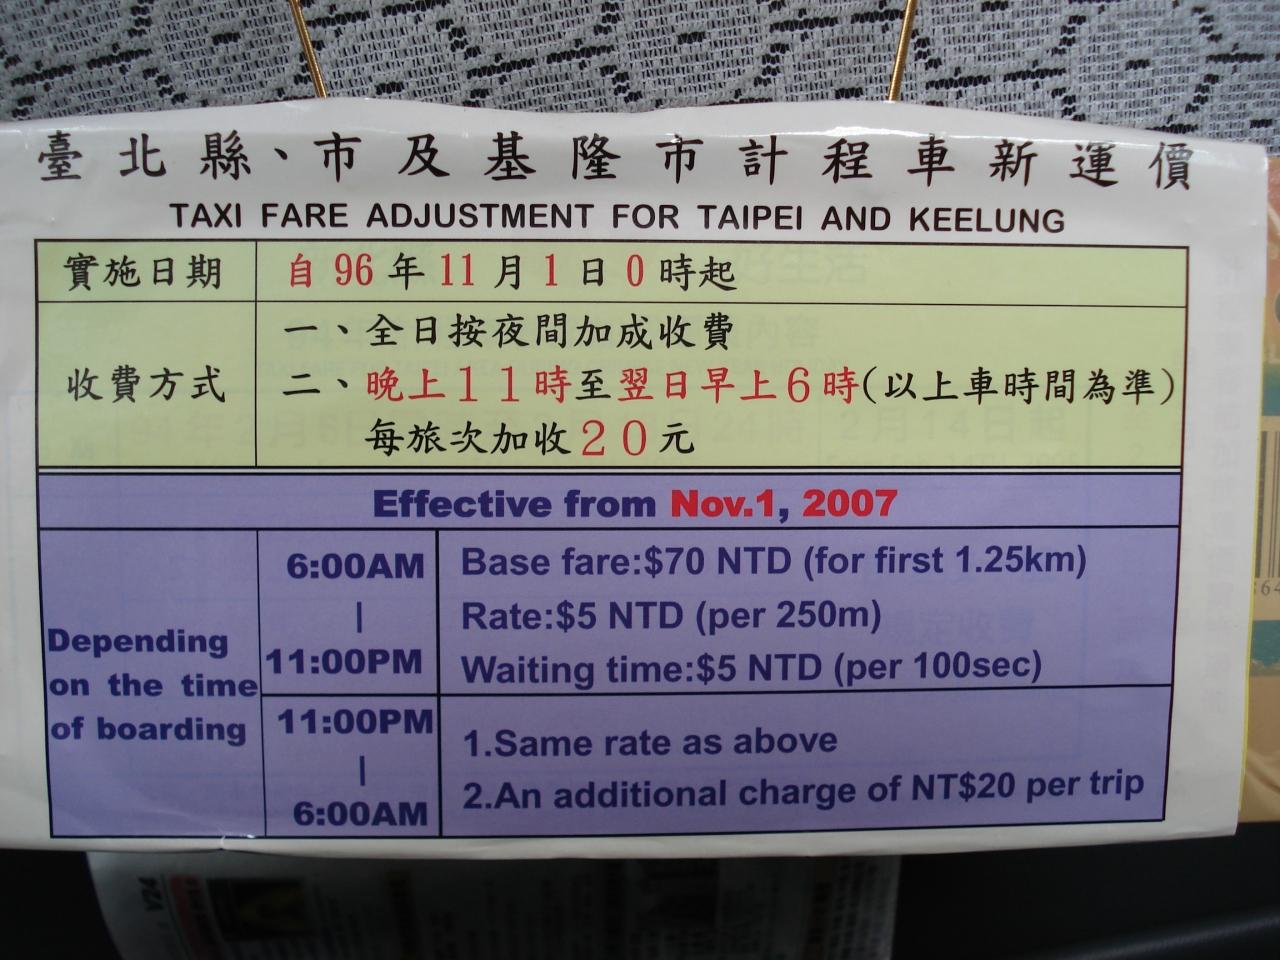 臺北縣、市及基隆市計程車新運價
TAXI FARE ADJUSTMENT FOR TAIPEI AND KEELUNG
實施日期
自96年11月1日0時起
收費方式
一、全日按夜間加成收費
二、晚上11時至翌日早上6時(以上車時間為準)
每旅次加收20元
Effective from Nov.1, 2007
Depending
on the time
of boarding
6:00AM
|
11:00PM
Base fare:$70 NTD (for first 1.25km)
Rate:$5 NTD (per 250m)
Waiting time:$5 NTD (per 100sec)
11:00PM
|
6:00AM
1.Same rate as above
2.An additional charge of NT$20 per trip
Y24